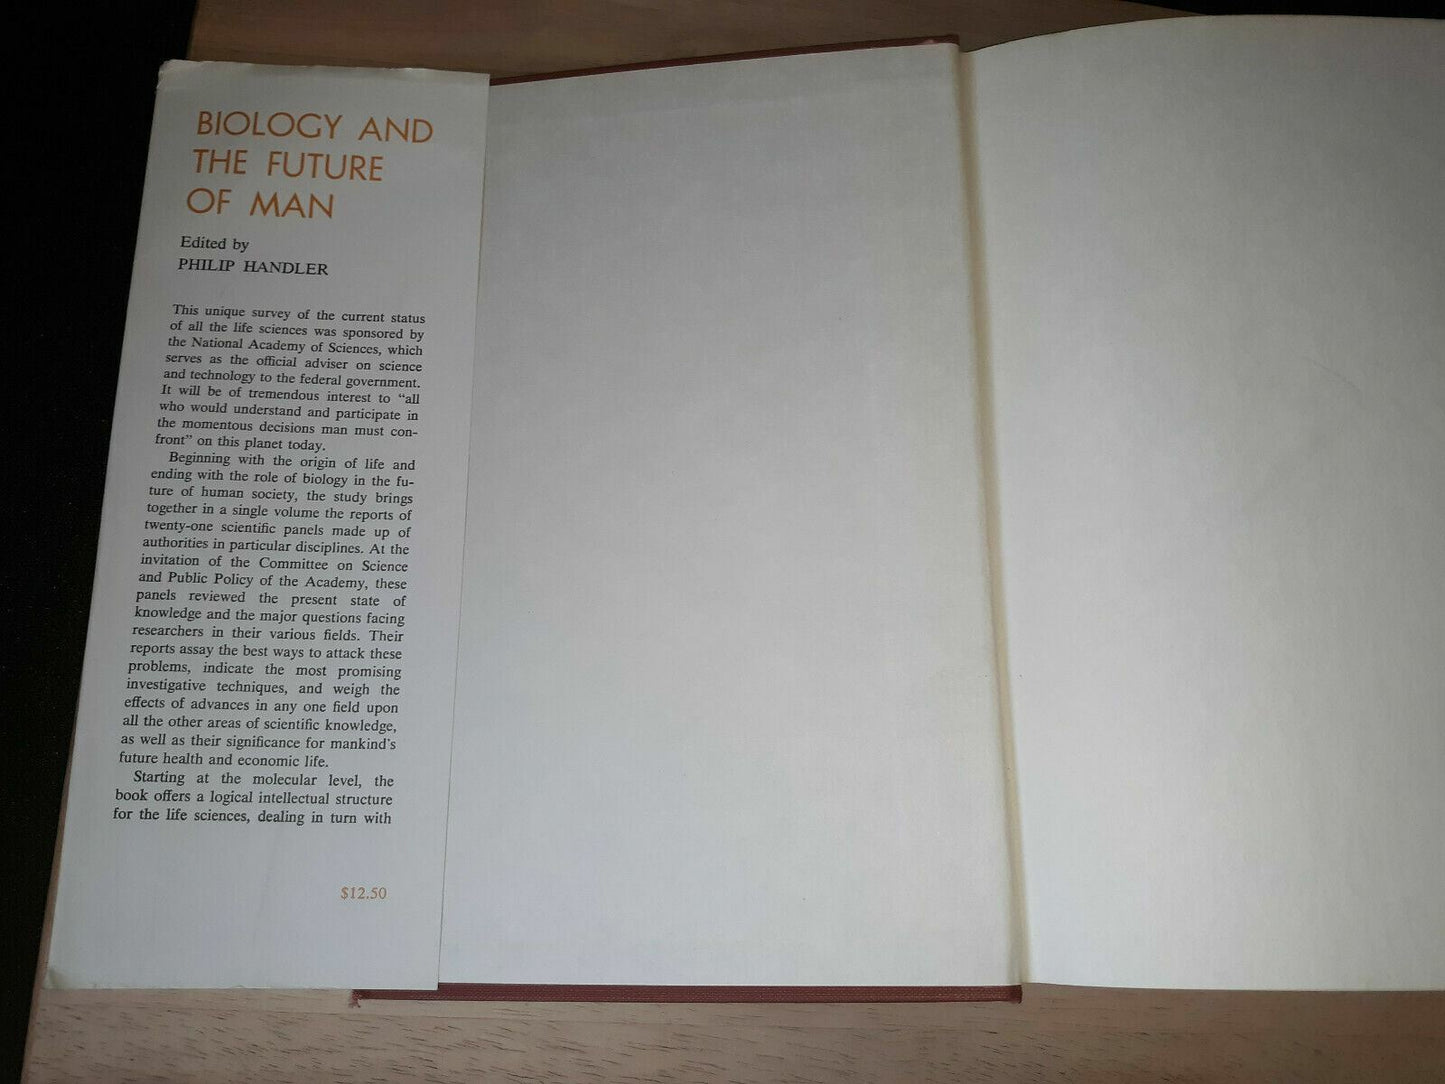 BIOLOGY AND
THE FUTURE
OF MAN
Edited by
PHILIP HANDLER
This unique survey of the current status
of all the life sciences was sponsored by
the National Academy of Sciences, which
serves as the official adviser on science
and technology to the federal government.
It will be of tremendous interest to “all
who would understand and participate in
the momentous decisions man must con-
front” on this planet today.
Beginning with the origin of life and
ending with the role of biology in the fu-
ture of human society, the study brings
together in a single volume the reports of
twenty-one scientific panels made up of
authorities in particular disciplines. At the
invitation of the Committee on Science
and Public Policy of the Academy, these
panels reviewed the present state of
knowledge and the major questions facing
researchers in their various fields. Their
reports assay the best ways to attack these
problems, indicate the most promising
investigative techniques, and weigh the
effects of advances in any one field upon
all the other areas of scientific knowledge,
as well as their significance for mankind's
future health and economic life.
Starting at the molecular level, the
book offers a logical intellectual structure
for the life sciences, dealing in turn with
$12.50